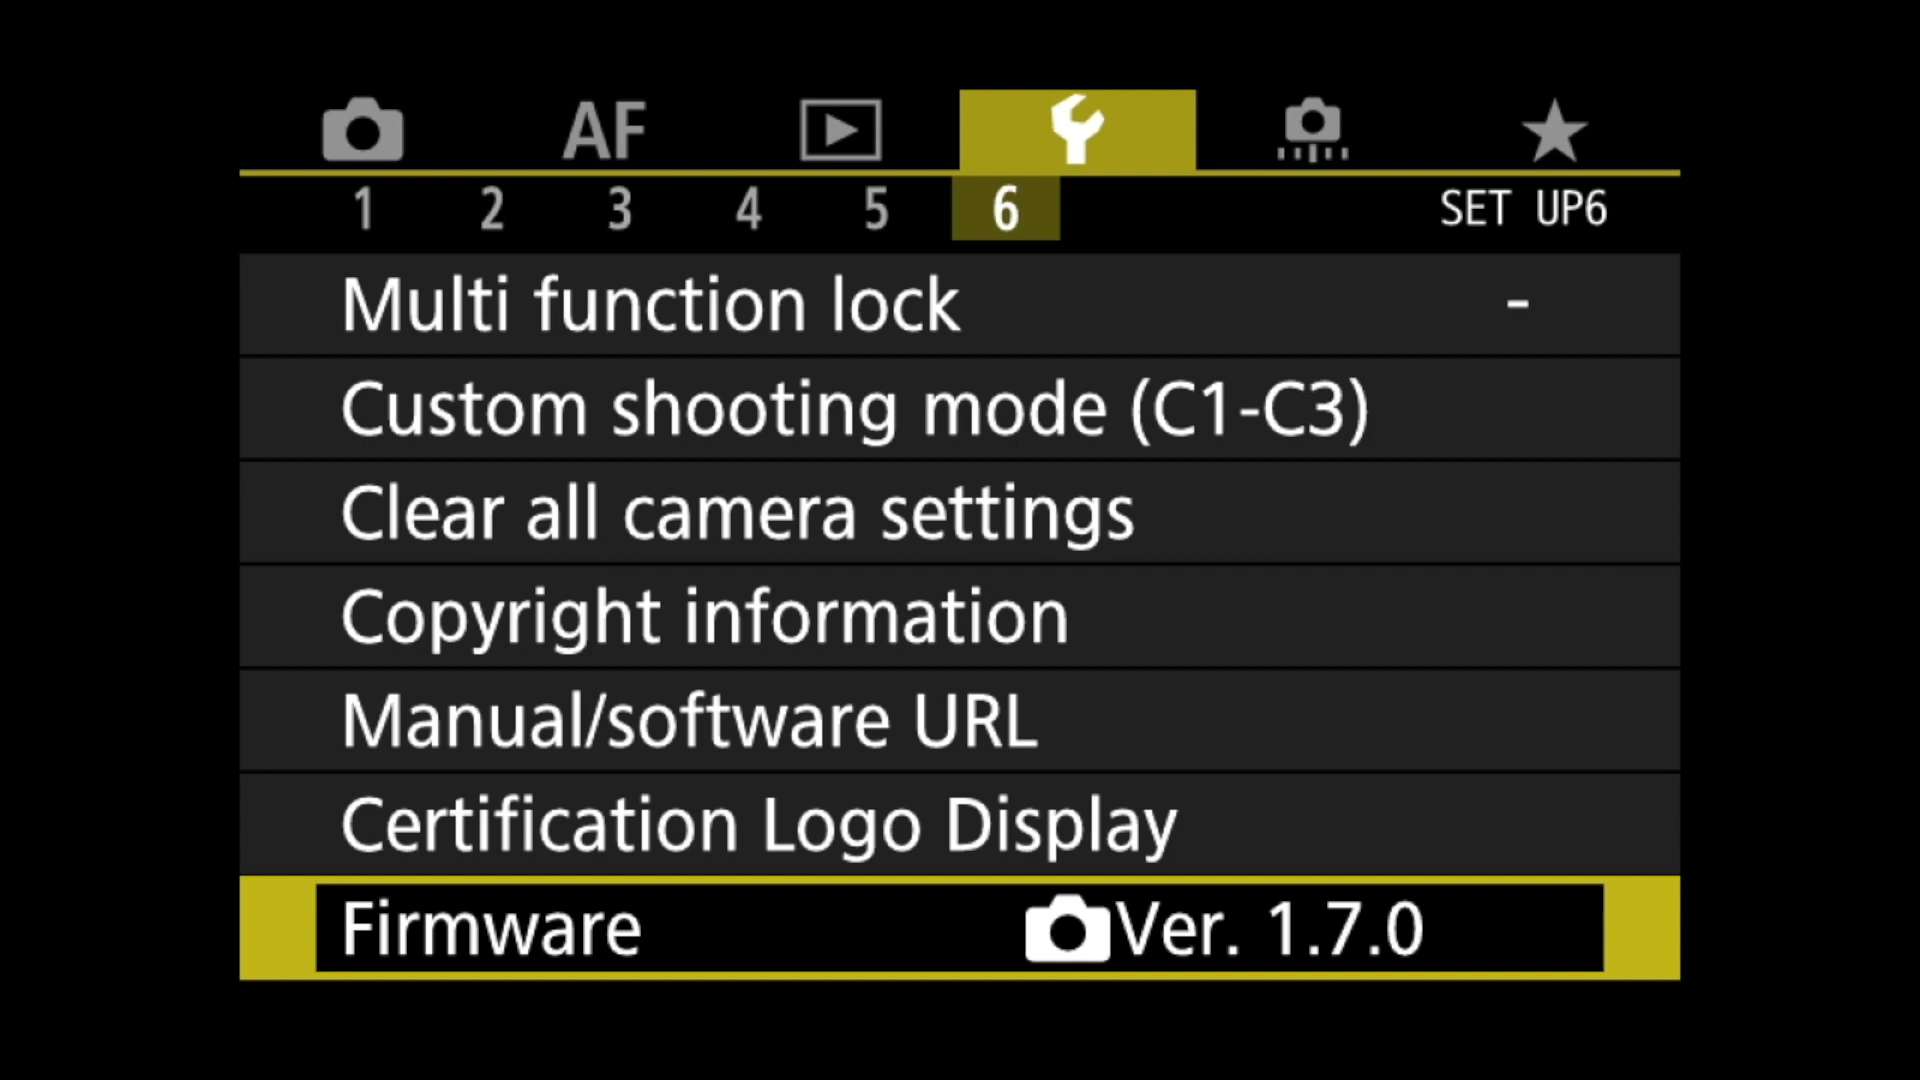 AF
1 2 3 4 5 6 SET UP6
Multi function lock -
Custom shooting mode (C1-C3)
Clear all camera settings
Copyright information
Manual/software URL
Certification Logo Display
Firmware Ver. 1.7.0